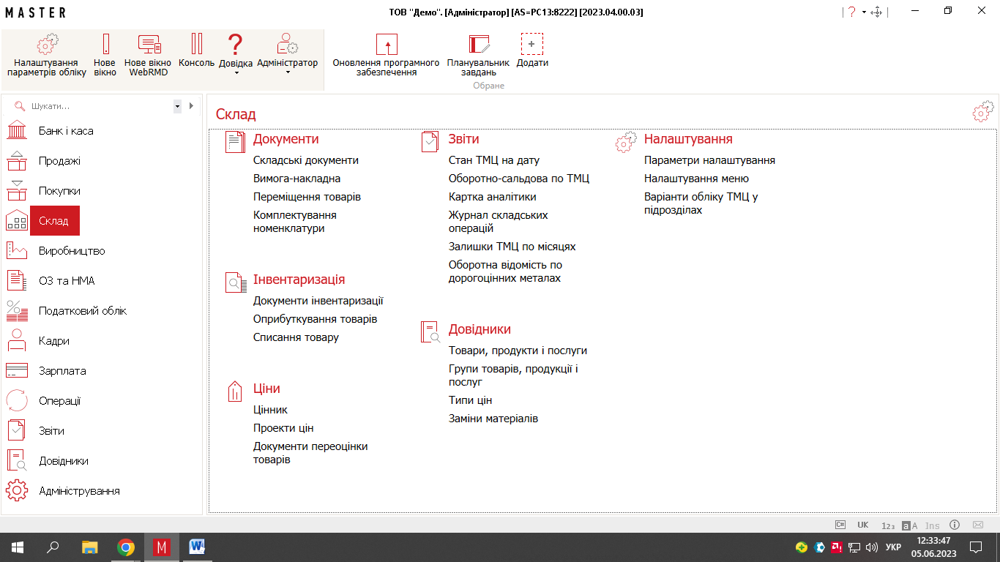 MASTER
ТОВ "Демо". [Адміністратор] [AS=PC13:8222] [2023.04.00.03]
Налаштування
параметрів обліку
Нове
вікно
Нове вікно
WebRMD
Консоль
Довідка
Адміністратор
Оновлення програмного
забезпечення
Планувальник
завдань
Додати
Обране
Шукати...
Банк і каса
Продажі
Покупки
Склад
Виробництво
ОЗ та НМА
Податковий облік
Кадри
Зарплата
Операції
Звіти
Довідники
Адміністрування
Склад
Документи
Складські документи
Вимога-накладна
Переміщення товарів
Комплектування
номенклатури
Інвентаризація
Документи інвентаризації
Оприбуткування товарів
Списання товару
Ціни
Цінник
Проекти цін
Документи переоцінки
товарів
Звіти
Стан ТМЦ на дату
Оборотно-сальдова по ТМЦ
Картка аналітики
Журнал складських
операцій
Залишки ТМЦ по місяцях
Оборотна відомість по
дорогоцінних металах
Довідники
Товари, продукти і послуги
Групи товарів, продукції і
послуг
Типи цін
Заміни матеріалів
Налаштування
Параметри налаштування
Налаштування меню
Варіанти обліку ТМЦ у
підрозділах
C# UK 123 aA Ins
УКР
12:33:47
05.06.2023